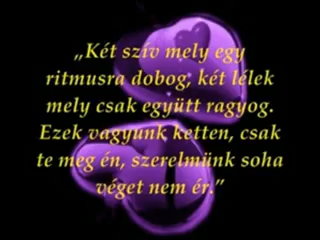 „Két szív mely egy
ritmusra dobog, két lélek
mely csak együtt ragyog.
Ezek vagyunk ketten, csak
te meg én, szerelmünk soha
véget nem ér.”